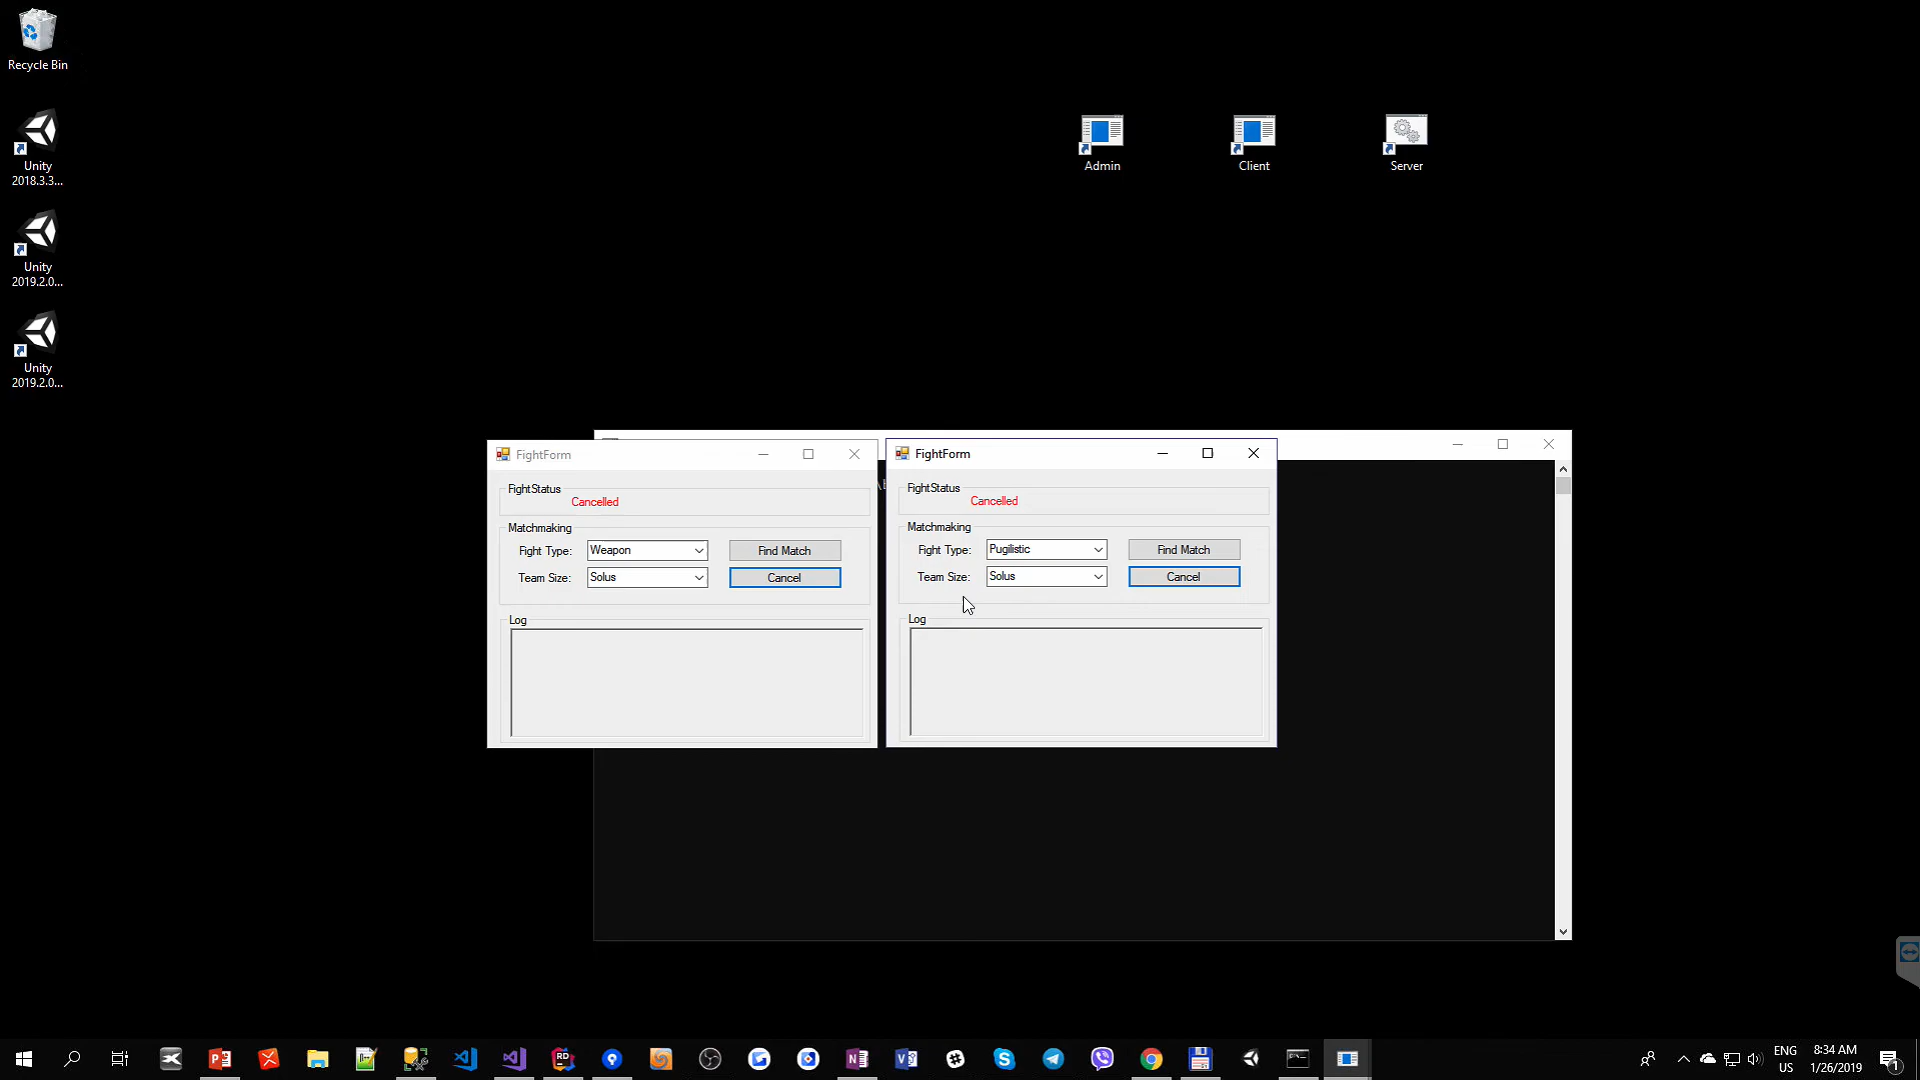 Recycle Bin
Unity
2018.3.3...
Unity
2019.2.0...
Unity
2019.2.0...
Admin
Client
Server
FightForm
FightStatus
Cancelled
Matchmaking
Fight Type:
Weapon
Find Match
Team Size:
Solus
Cancel
Log
FightForm
FightStatus
Cancelled
Matchmaking
Fight Type:
Pugilistic
Find Match
Team Size:
Solus
Cancel
Log
ENG
US
8:34 AM
1/26/2019
1